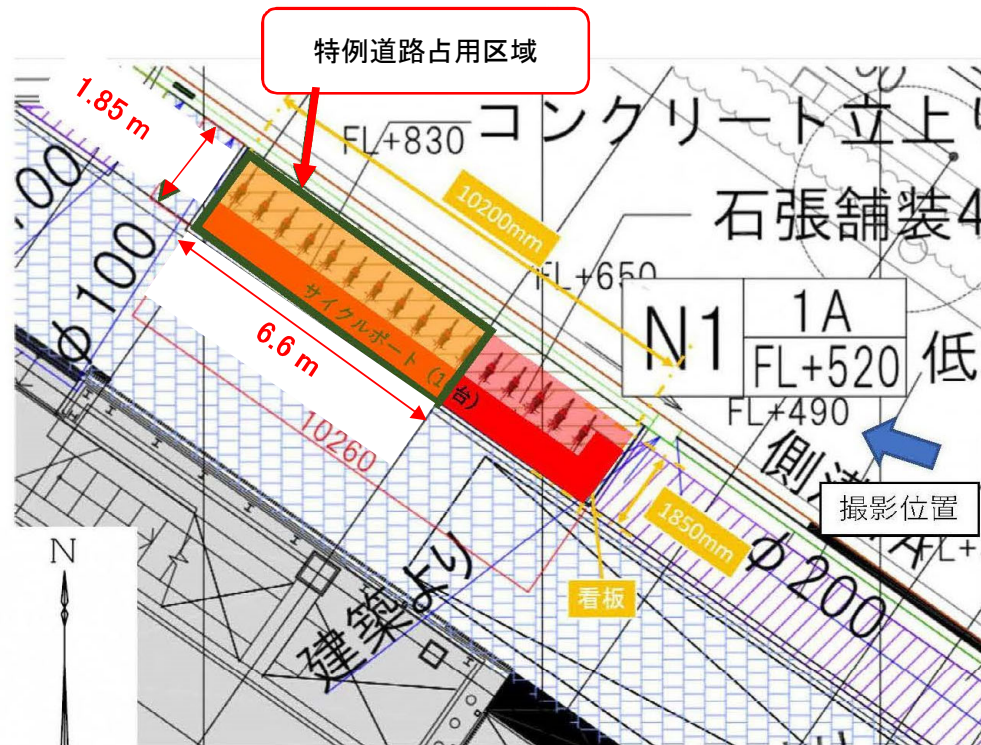 特例道路占用区域
1.85 m
FL+830
コンクリート立上
10200mm
石張舗装4
FL+650
N1
1A
FL+520
低
FL+490
00
φ100
サイクルポート（1
台）
6.6 m
10260
側溝
撮影位置
1850mm
φ200
看板
建築より
N